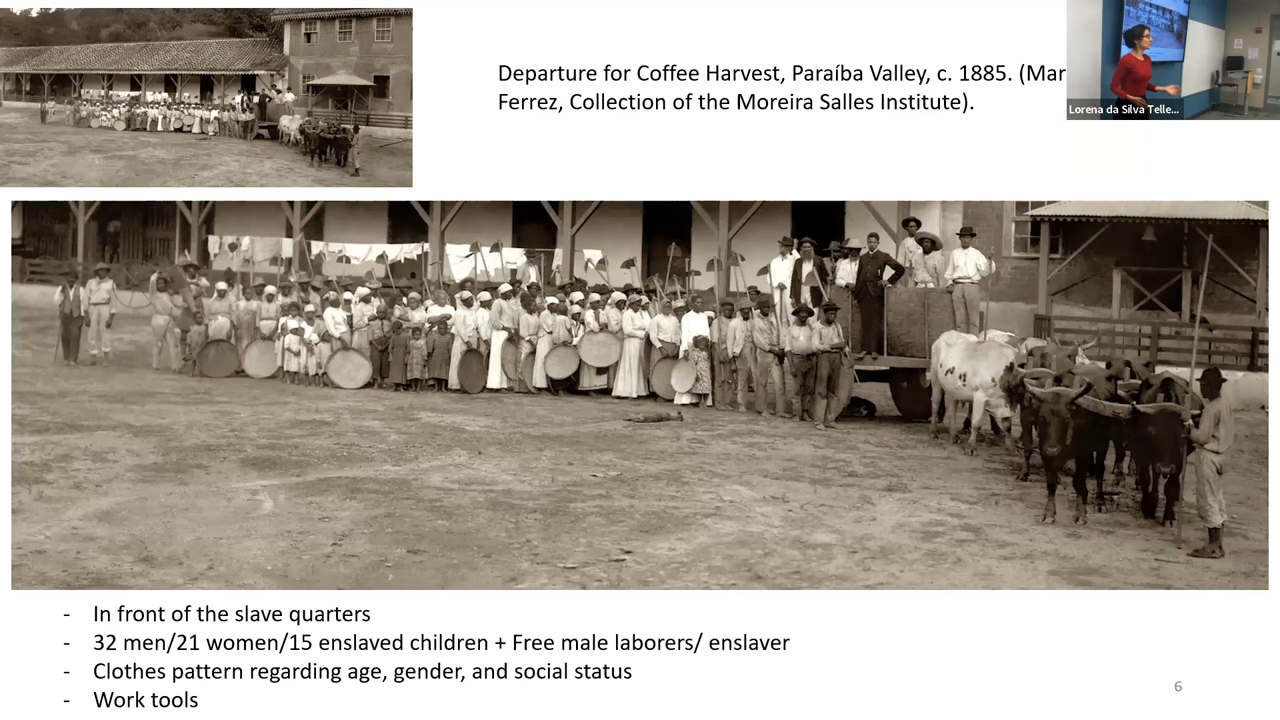 Departure for Coffee Harvest, Paraíba Valley, c. 1885. (Mar
Ferrez, Collection of the Moreira Salles Institute).
Lorena da Silva Telle...
- In front of the slave quarters
- 32 men/21 women/15 enslaved children + Free male laborers/ enslaver
- Clothes pattern regarding age, gender, and social status
- Work tools
6